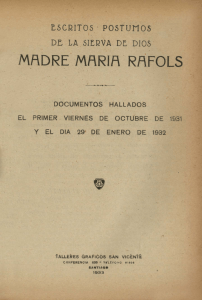 ESCRITOS POSTUMOS
DE LA SIERVA DE DIOS
MADRE MARIA RAFOLS
DOCUMENTOS HALLADOS
EL PRIMER VIERNES DE OCTUBRE DE 1931
Y EL DIA 29 DE ENERO DE 1932
TALLERES GRAFICOS SAN VICENTE